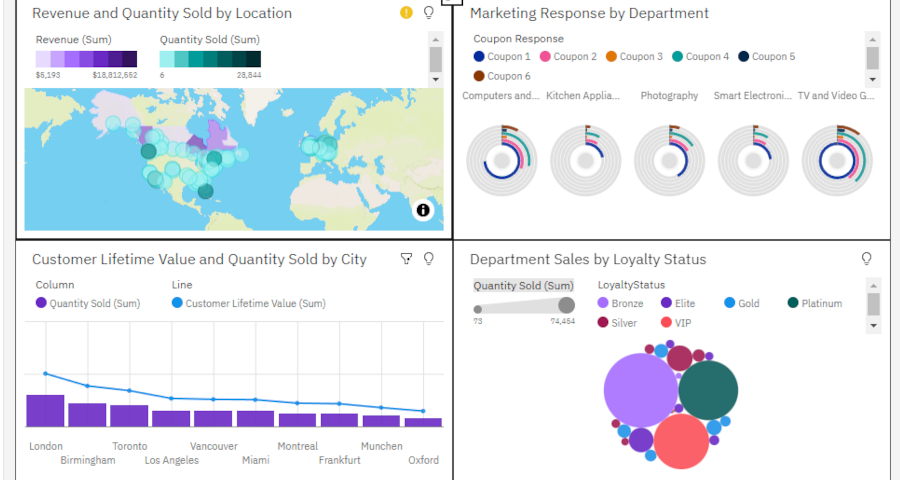 Revenue and Quantity Sold by Location
Revenue (Sum)
Quantity Sold (Sum)
$5,193
$18,812,552
6
28,844
Marketing Response by Department
Coupon Response
Coupon 1
Coupon 2
Coupon 3
Coupon 4
Coupon 5
Coupon 6
Computers and...
Kitchen Applia...
Photography
Smart Electroni...
TV and Video G...
Customer Lifetime Value and Quantity Sold by City
Column
Line
Quantity Sold (Sum)
Customer Lifetime Value (Sum)
London
Birmingham
Toronto
Los Angeles
Vancouver
Miami
Montreal
Frankfurt
Munchen
Oxford
Department Sales by Loyalty Status
Quantity Sold (Sum)
73
74,454
LoyaltyStatus
Bronze
Elite
Gold
Platinum
Silver
VIP